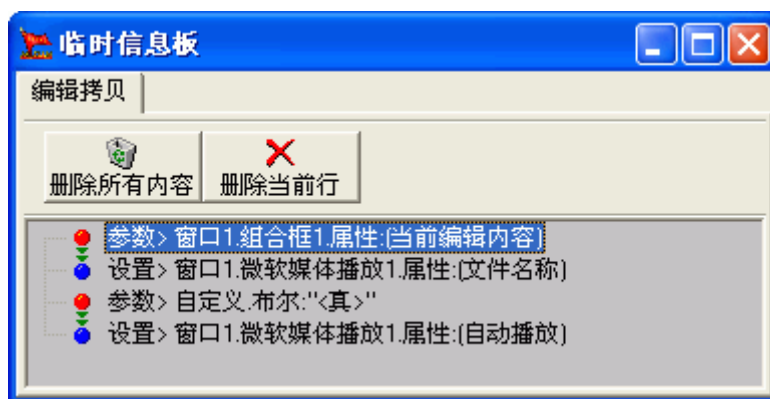 临时信息板
编辑拷贝
删除所有内容 删除当前行
参数> 窗口1.组合框1.属性:(当前编辑内容)
设置> 窗口1.微软媒体播放1.属性:(文件名称)
参数> 自定义.布尔:"<真>"
设置> 窗口1.微软媒体播放1.属性:(自动播放)